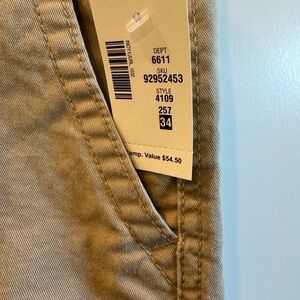 DEPT
6611
SKU
92952453
STYLE
4109
257
34
omp. Value $54.50